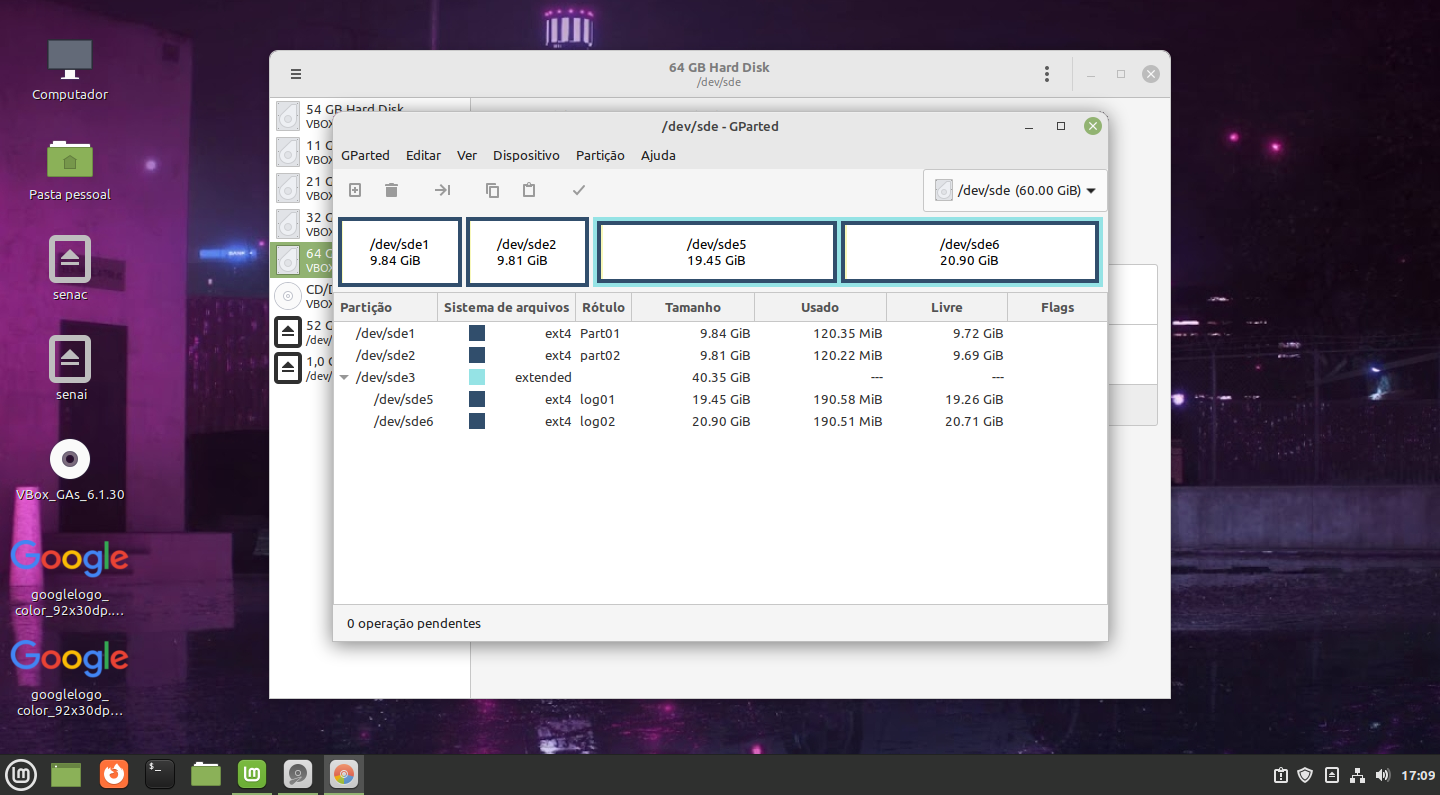 Computador
Pasta pessoal
senac
senai
VBox_GAs_6.1.30
Google
googlelogo_
color_92x30dp....
Google
googlelogo_
color_92x30dp...
64 GB Hard Disk
/dev/sde
54 GB Hard Disk
VBOX
11 G
VBOX
21 G
VBOX
32 G
VBOX
64 G
VBOX
CD/D
VBOX
52 G
/dev/
1,0 G
/dev/
/dev/sde - GParted
GParted Editar Ver Dispositivo Partição Ajuda
/dev/sde (60.00 GiB)
/dev/sde1
9.84 GiB
/dev/sde2
9.81 GiB
/dev/sde5
19.45 GiB
/dev/sde6
20.90 GiB
Partição Sistema de arquivos Rótulo Tamanho Usado Livre Flags
/dev/sde1 ext4 Part01 9.84 GiB 120.35 MiB 9.72 GiB
/dev/sde2 ext4 part02 9.81 GiB 120.22 MiB 9.69 GiB
/dev/sde3 extended 40.35 GiB --- ---
/dev/sde5 ext4 log01 19.45 GiB 190.58 MiB 19.26 GiB
/dev/sde6 ext4 log02 20.90 GiB 190.51 MiB 20.71 GiB
0 operação pendentes
$_
17:09